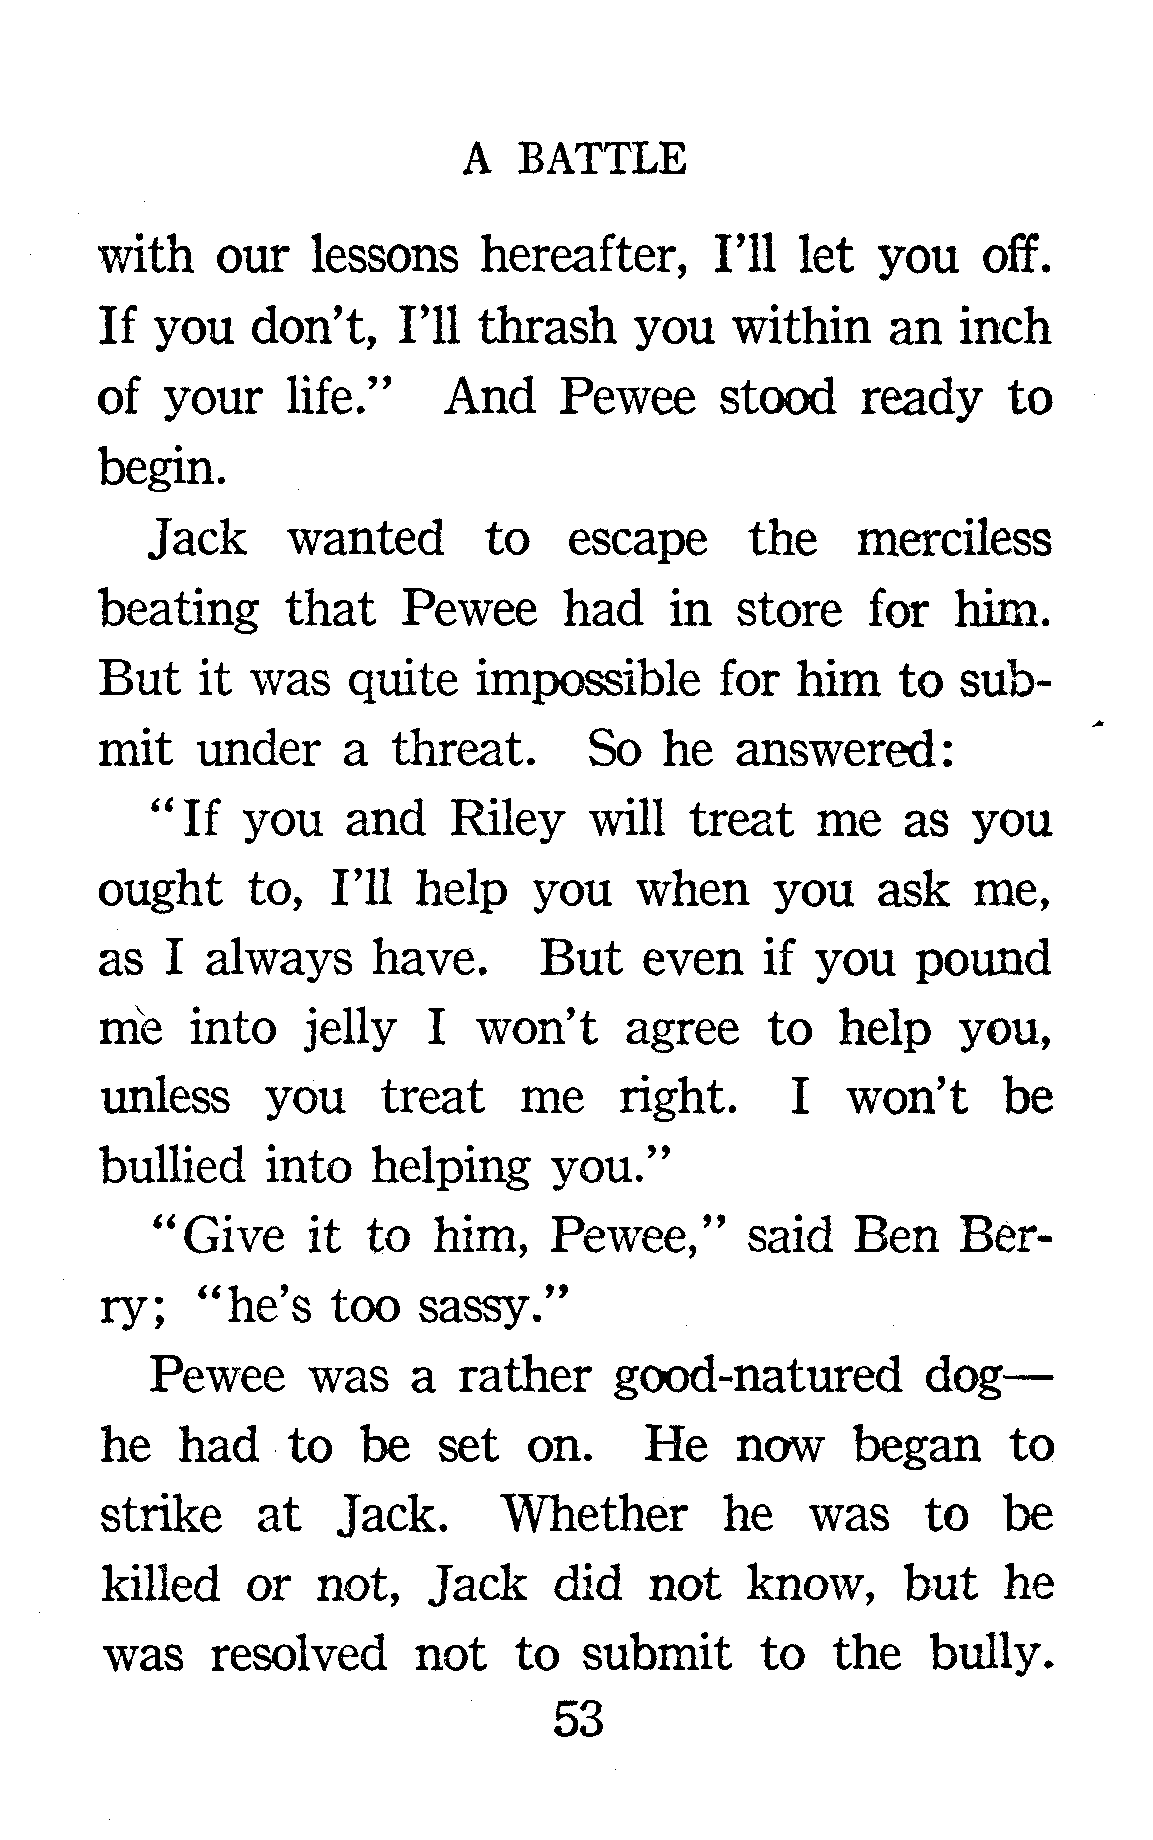 A BATTLE
with our lessons hereafter, I'll let you off.
If you don't, I'll thrash you within an inch
of your life." And Pewee stood ready to
begin.
Jack wanted to escape the merciless
beating that Pewee had in store for him.
But it was quite impossible for him to sub-
mit under a threat. So he answered:
"If you and Riley will treat me as you
ought to, I'll help you when you ask me,
as I always have. But even if you pound
me into jelly I won't agree to help you,
unless you treat me right. I won't be
bullied into helping you."
"Give it to him, Pewee," said Ben Ber-
ry; "he's too sassy."
Pewee was a rather good-natured dog—
he had to be set on. He now began to
strike at Jack. Whether he was to be
killed or not, Jack did not know, but he
was resolved not to submit to the bully.
53